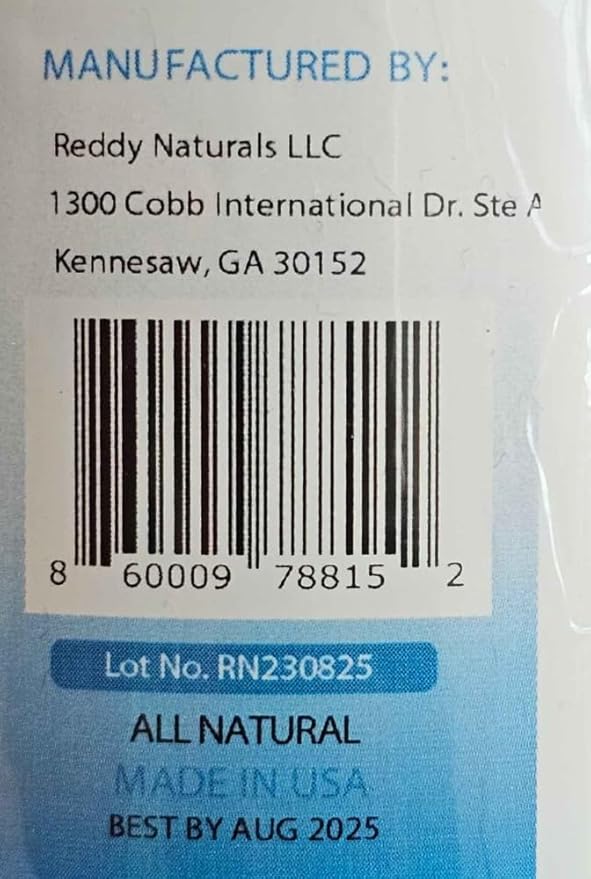 MANUFACTURED BY:
Reddy Naturals LLC
1300 Cobb International Dr. Ste A
Kennesaw, GA 30152
8 60009 78815 2
Lot No. RN230825
ALL NATURAL
MADE IN USA
BEST BY AUG 2025